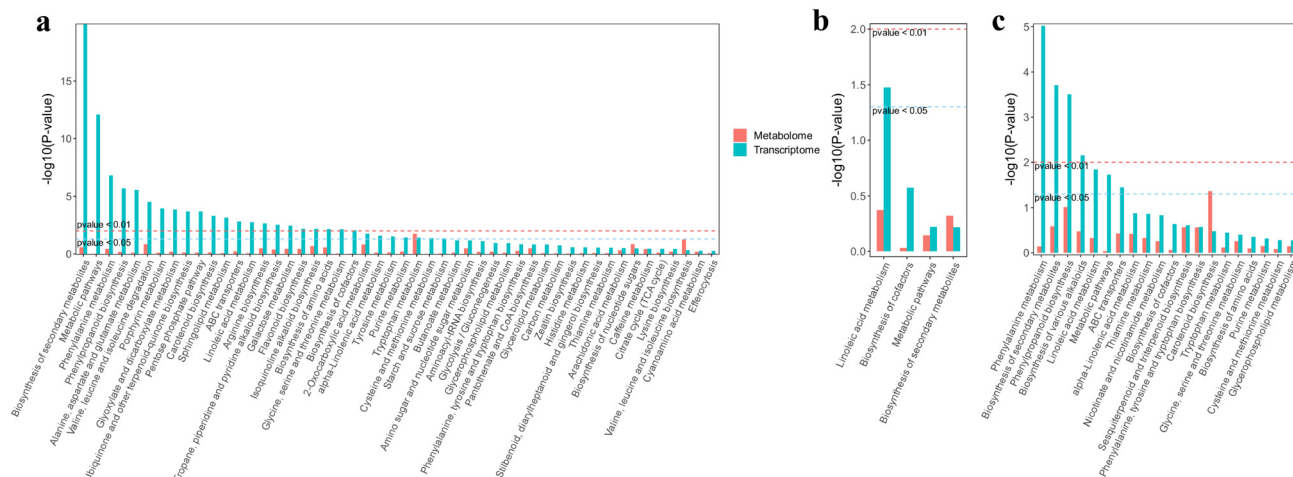 a
-log10(P-value)
15
10
5
0
pvalue < 0.01
pvalue < 0.05
Biosynthesis of secondary metabolites
Metabolic pathways
Phenylalanine metabolism
Phenylpropanoid biosynthesis
Alanine, aspartate and glutamate metabolism
Valine, leucine and isoleucine degradation
Porphyrin metabolism
Glyoxylate and dicarboxylate metabolism
Ubiquinone and other terpenoid-quinone biosynthesis
Pentose phosphate pathway
Carotenoid biosynthesis
Sphingolipid metabolism
ABC transporters
Linoleic acid metabolism
Arginine biosynthesis
Tropane, piperidine and pyridine alkaloid biosynthesis
Galactose metabolism
Flavonoid biosynthesis
Isoquinoline alkaloid biosynthesis
Biosynthesis of amino acids
Glycine, serine and threonine metabolism
Biosynthesis of cofactors
alpha-Linolenic acid metabolism
2-Oxocarboxylic acid metabolism
Tyrosine metabolism
Purine metabolism
Tryptophan metabolism
Cysteine and methionine metabolism
Starch and sucrose metabolism
Butanoate metabolism
Amino sugar and nucleotide sugar metabolism
Aminoacyl-tRNA biosynthesis
Glycolysis Gluconeogenesis
Glycerophospholipid metabolism
Phenylalanine, tyrosine and tryptophan biosynthesis
Pantothenate and CoA biosynthesis
Glycerolipid metabolism
Carbon metabolism
Zeatin biosynthesis
Histidine metabolism
Stilbenoid, diarylheptanoid and gingerol biosynthesis
Thiamine metabolism
Arachidonic acid metabolism
Biosynthesis of nucleotide sugars
Caffeine metabolism
Citrate cycle (TCA cycle)
Lysine biosynthesis
Valine, leucine and isoleucine biosynthesis
Cyanoamino acid metabolism
Efferocytosis
Metabolome
Transcriptome
b
-log10(P-value)
2.0
1.5
1.0
0.5
0.0
pvalue < 0.01
pvalue < 0.05
Linoleic acid metabolism
Biosynthesis of cofactors
Metabolic pathways
Biosynthesis of secondary metabolites
c
-log10(P-value)
5
4
3
2
1
0
pvalue < 0.01
pvalue < 0.05
Phenylalanine metabolism
Biosynthesis of secondary metabolites
Phenylpropanoid biosynthesis
Biosynthesis of various alkaloids
Linoleic acid metabolism
Metabolic pathways
ABC transporters
alpha-Linolenic acid metabolism
Thiamine metabolism
Nicotinate and nicotinamide metabolism
Biosynthesis of cofactors
Sesquiterpenoid and triterpenoid biosynthesis
Phenylalanine, tyrosine and tryptophan biosynthesis
Carotenoid biosynthesis
Tryptophan metabolism
Glycine, serine and threonine metabolism
Biosynthesis of amino acids
Purine metabolism
Cysteine and methionine metabolism
Glycerophospholipid metabolism